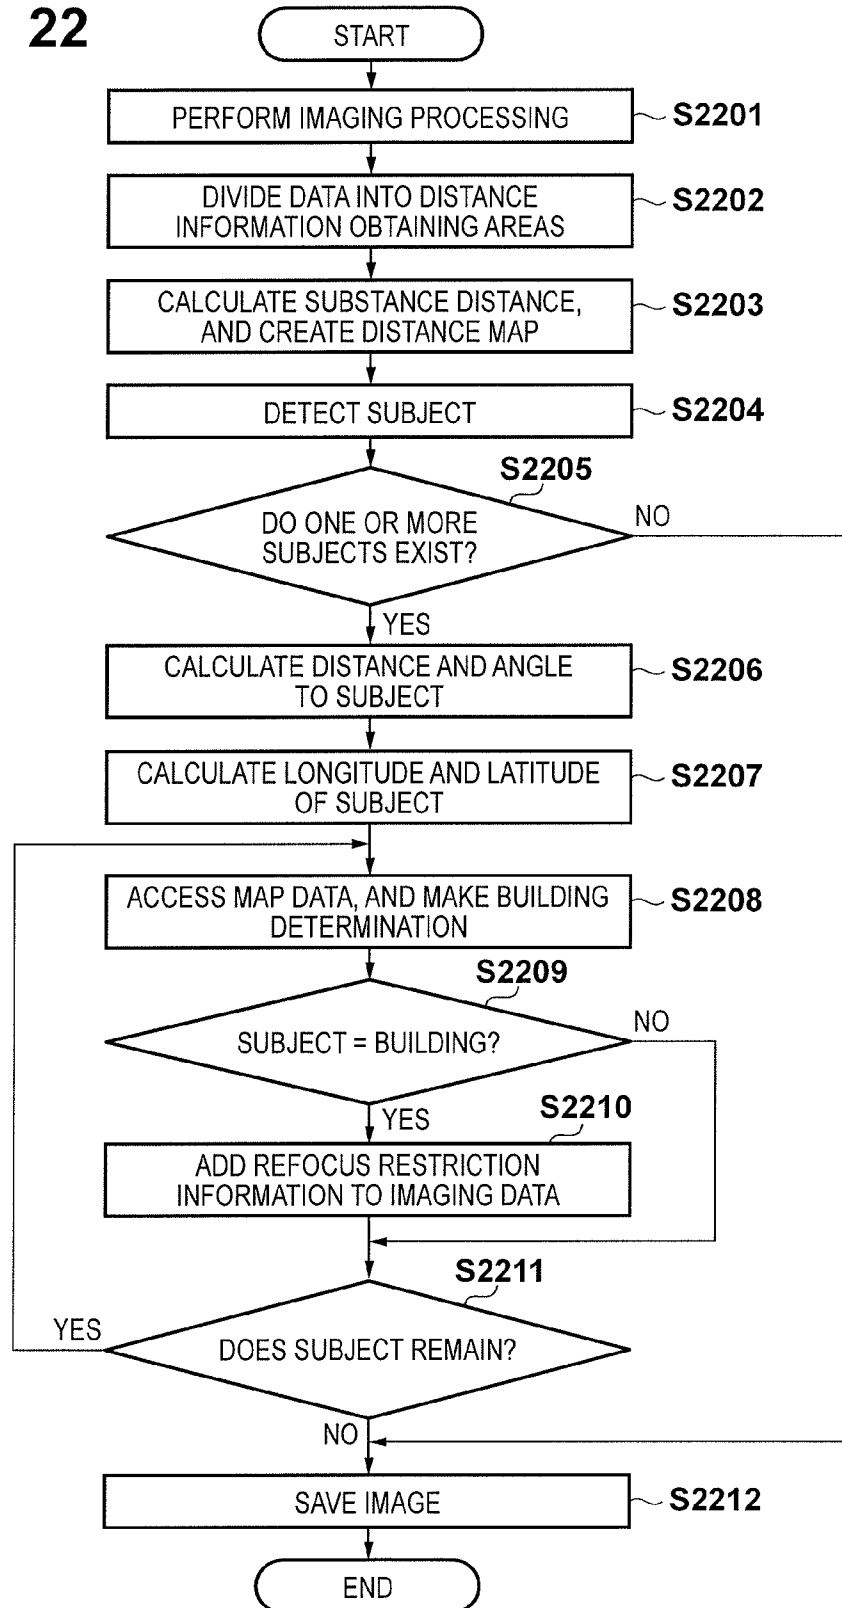 22
START
PERFORM IMAGING PROCESSING
S2201
DIVIDE DATA INTO DISTANCE
INFORMATION OBTAINING AREAS
S2202
CALCULATE SUBSTANCE DISTANCE,
AND CREATE DISTANCE MAP
S2203
DETECT SUBJECT
S2204
S2205
DO ONE OR MORE
SUBJECTS EXIST?
NO
YES
CALCULATE DISTANCE AND ANGLE
TO SUBJECT
S2206
CALCULATE LONGITUDE AND LATITUDE
OF SUBJECT
S2207
ACCESS MAP DATA, AND MAKE BUILDING
DETERMINATION
S2208
S2209
SUBJECT = BUILDING?
NO
YES
S2210
ADD REFOCUS RESTRICTION
INFORMATION TO IMAGING DATA
S2211
YES
DOES SUBJECT REMAIN?
NO
SAVE IMAGE
S2212
END